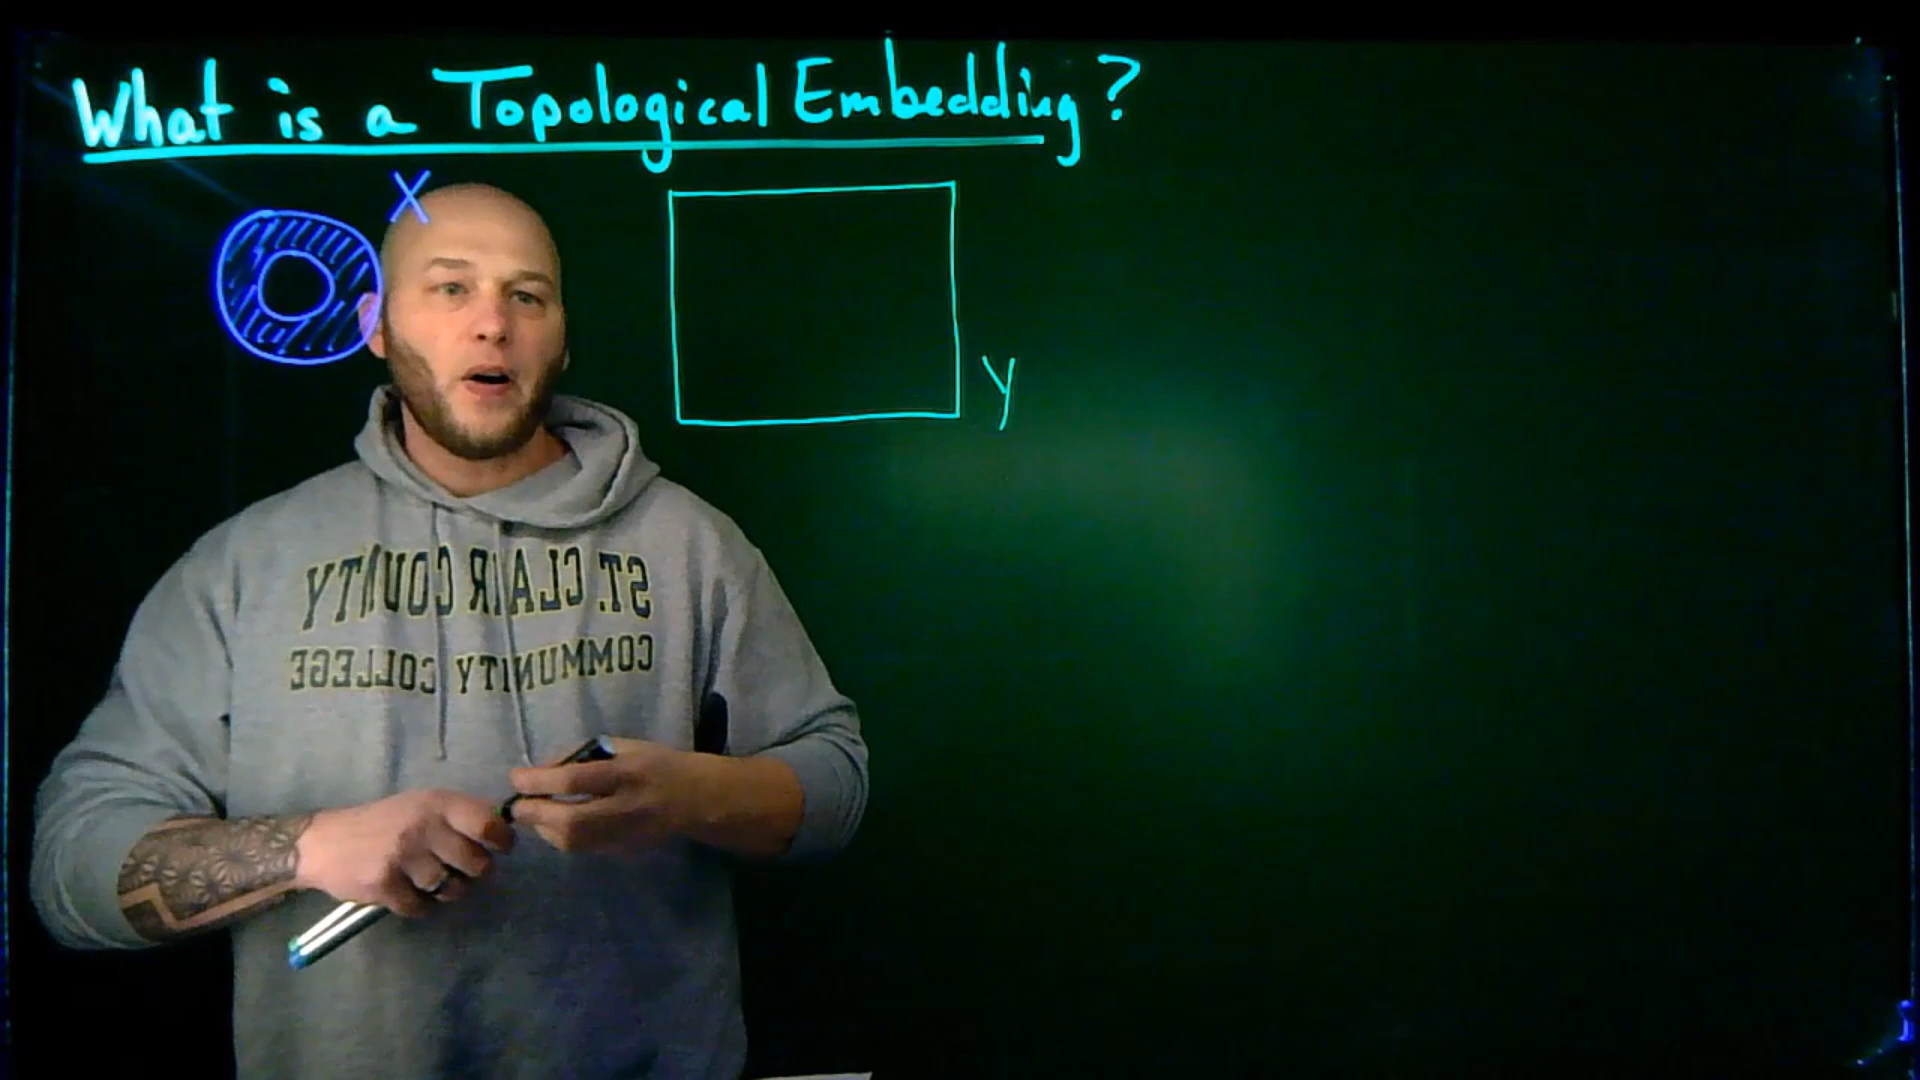 What is a Topological Embedding?
X
Y
ST. CLAIR COUNTY
COMMUNITY COLLEGE